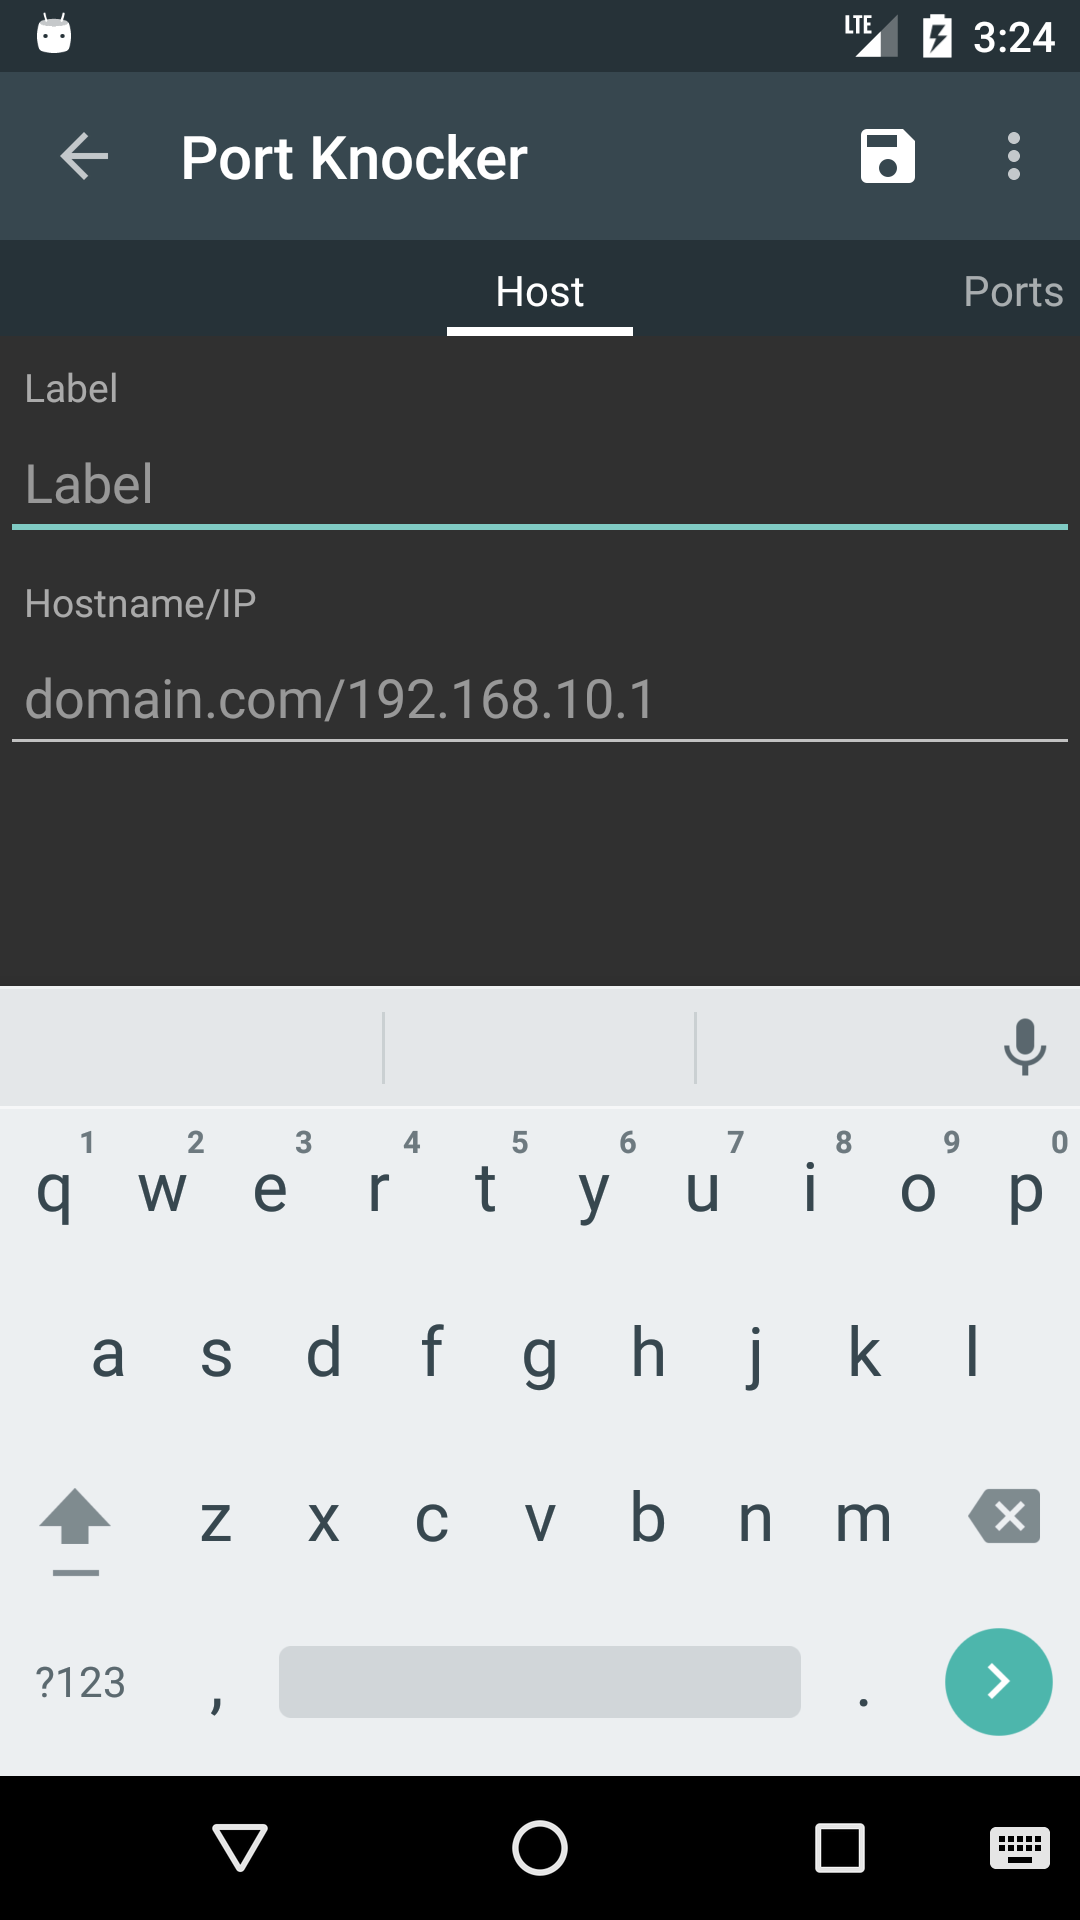 LTE 3:24
Port Knocker
Host Ports
Label
Label
Hostname/IP
domain.com/192.168.10.1
1 2 3 4 5 6 7 8 9 0
q w e r t y u i o p
a s d f g h j k l
z x c v b n m
?123 , .